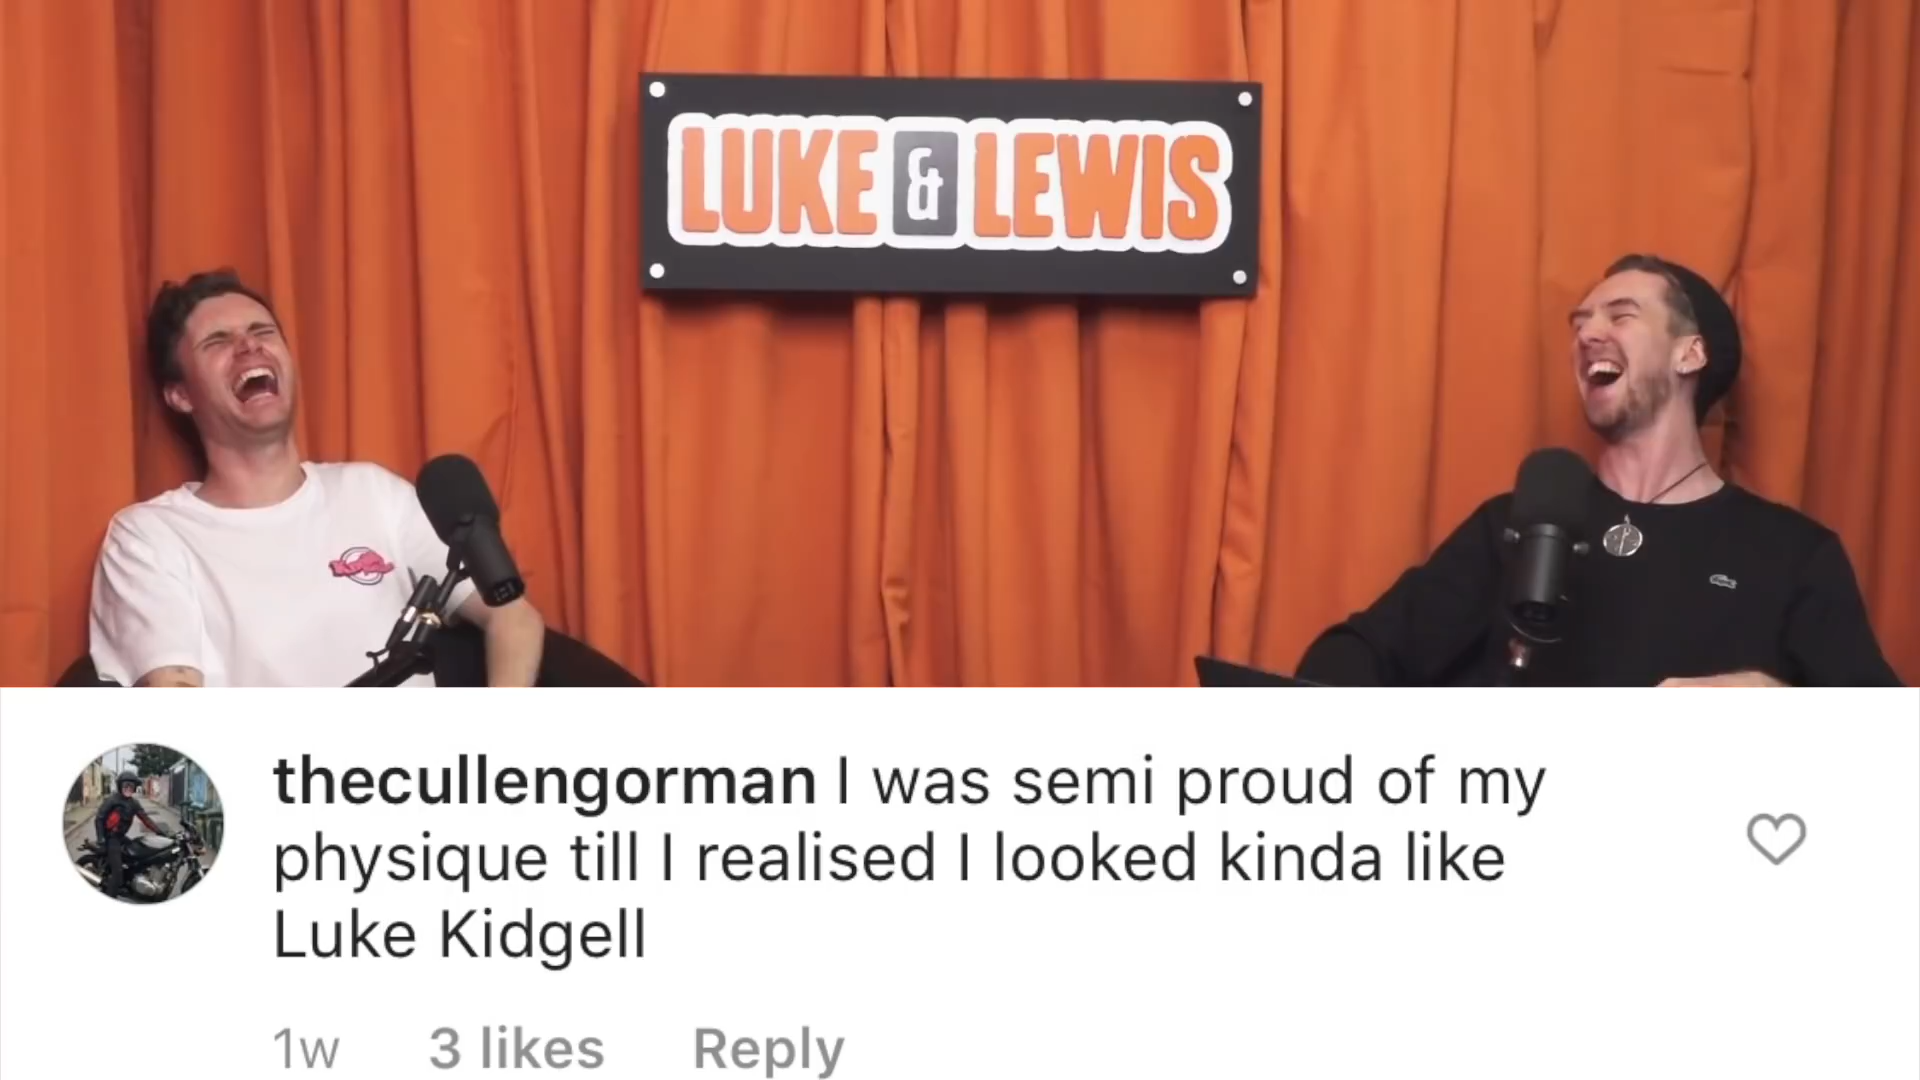 LUKE & LEWIS
thecullengorman I was semi proud of my
physique till I realised I looked kinda like
Luke Kidgell
1w 3 likes Reply